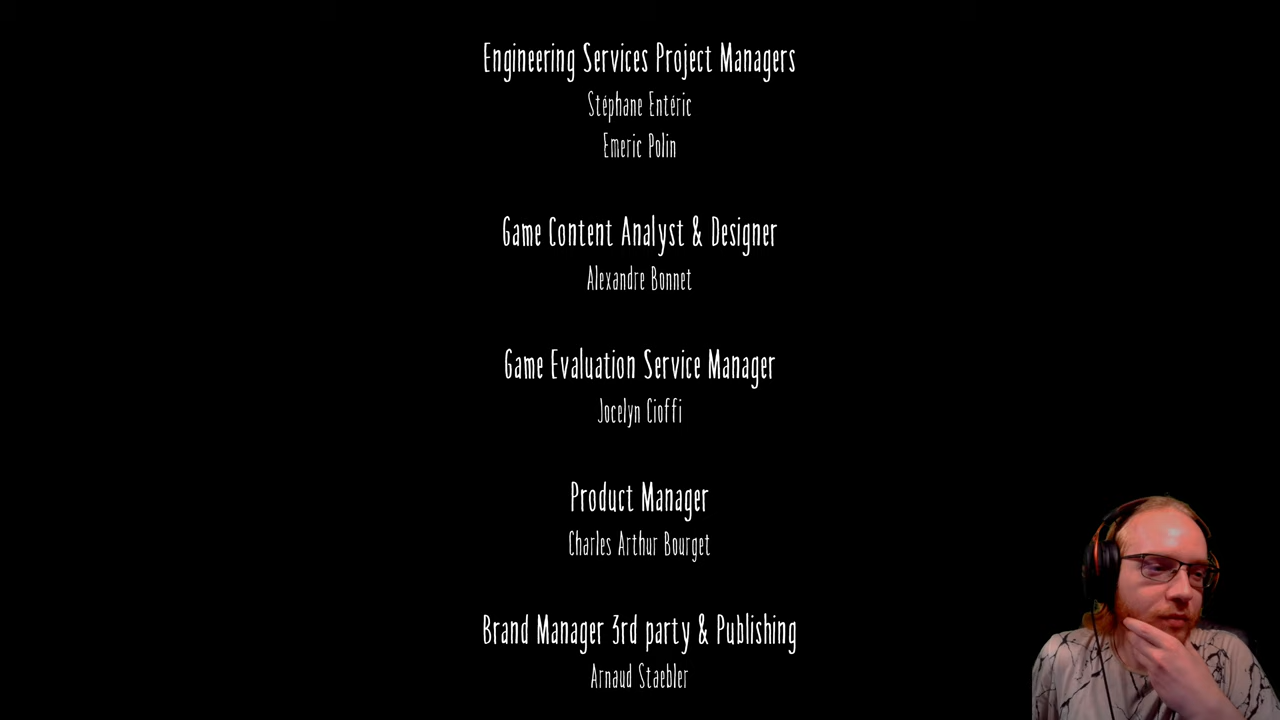 Engineering Services Project Managers
Stéphane Entéric
Emeric Polin
Game Content Analyst & Designer
Alexandre Bonnet
Game Evaluation Service Manager
Jocelyn Cioffi
Product Manager
Charles Arthur Bourget
Brand Manager 3rd party & Publishing
Arnaud Staebler